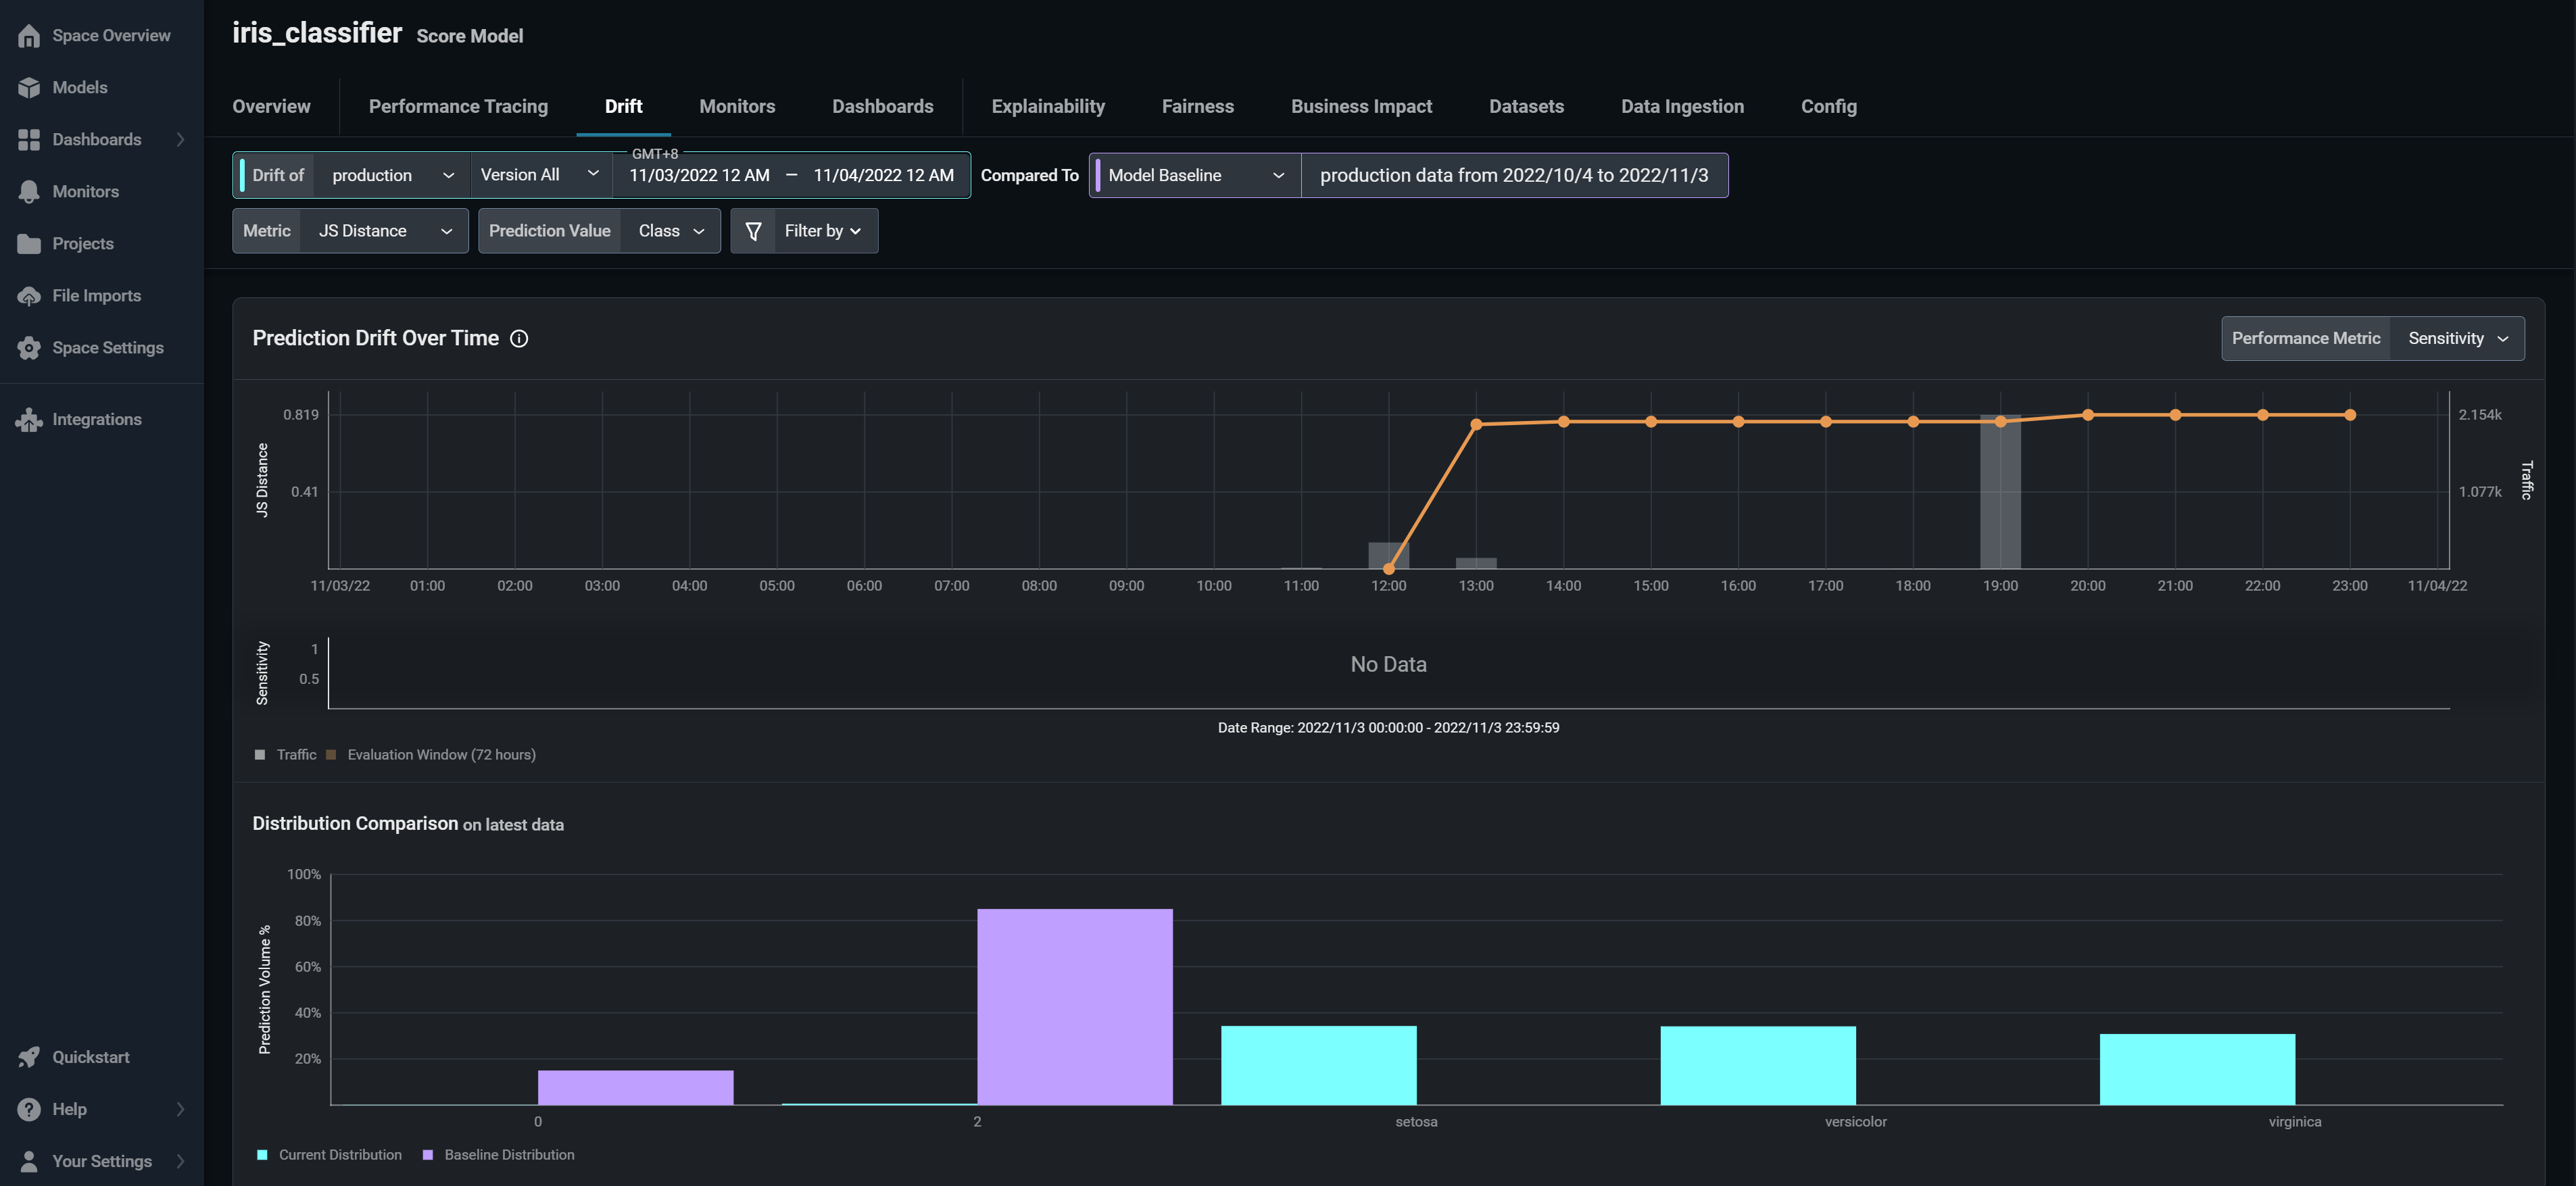 iris_classifier Score Model
Space Overview
Models
Dashboards
Monitors
Projects
File Imports
Space Settings
Integrations
Quickstart
Help
Your Settings
Overview Performance Tracing Drift Monitors Dashboards Explainability Fairness Business Impact Datasets Data Ingestion Config
GMT+8
Drift of production Version All 11/03/2022 12 AM – 11/04/2022 12 AM Compared To Model Baseline production data from 2022/10/4 to 2022/11/3
Metric JS Distance Prediction Value Class Filter by
Prediction Drift Over Time Performance Metric Sensitivity
0.819
0.41
JS Distance
2.154k
1.077k
Traffic
11/03/22 01:00 02:00 03:00 04:00 05:00 06:00 07:00 08:00 09:00 10:00 11:00 12:00 13:00 14:00 15:00 16:00 17:00 18:00 19:00 20:00 21:00 22:00 23:00 11/04/22
Sensitivity
1
0.5
No Data
Date Range: 2022/11/3 00:00:00 - 2022/11/3 23:59:59
Traffic Evaluation Window (72 hours)
Distribution Comparison on latest data
Prediction Volume %
100%
80%
60%
40%
20%
0 2 setosa versicolor virginica
Current Distribution Baseline Distribution